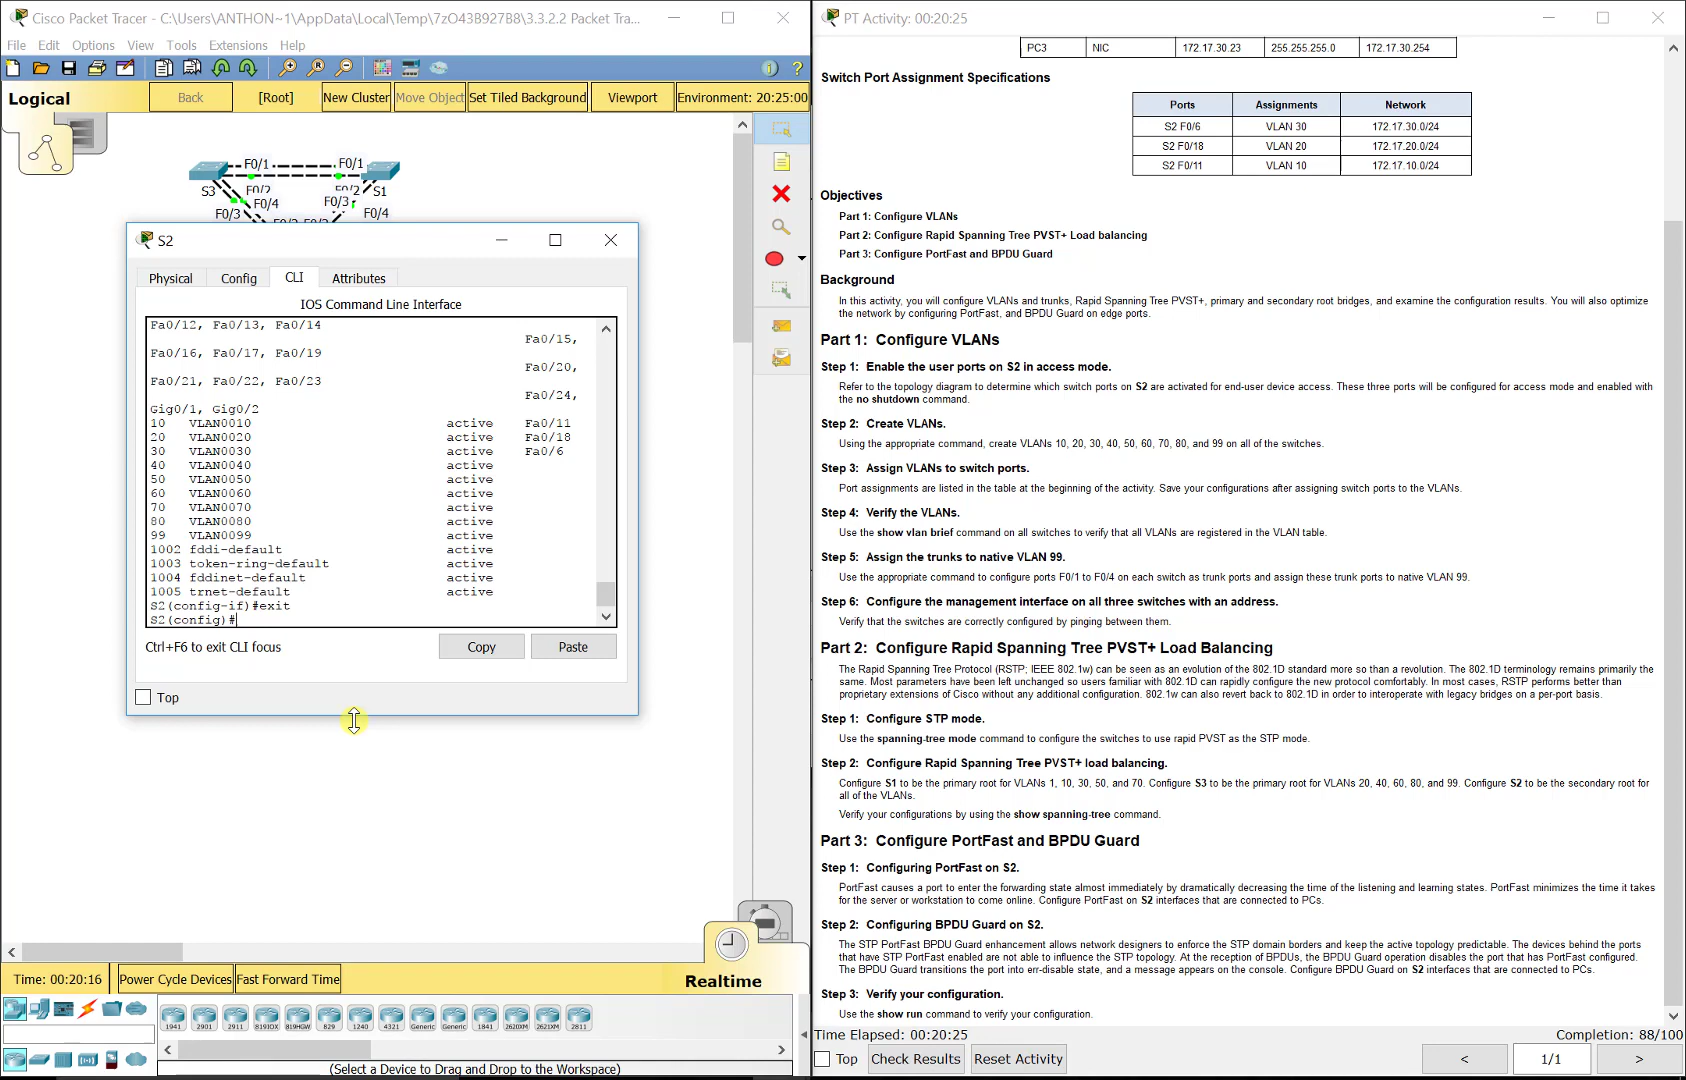 Cisco Packet Tracer - C:\Users\ANTHON~1\AppData\Local\Temp\7zO43B927B8\3.3.2.2 Packet Tra...
File Edit Options View Tools Extensions Help
Logical Back [Root] New Cluster Move Object Set Tiled Background Viewport Environment: 20:25:00
F0/1 F0/1
S3 F0/2 F0/2 S1
F0/4 F0/3
F0/3 F0/4
S2
Physical Config CLI Attributes
IOS Command Line Interface
Fa0/12, Fa0/13, Fa0/14
Fa0/15,
Fa0/16, Fa0/17, Fa0/19
Fa0/20,
Fa0/21, Fa0/22, Fa0/23
Fa0/24,
Gig0/1, Gig0/2
10 VLAN0010 active Fa0/11
20 VLAN0020 active Fa0/18
30 VLAN0030 active Fa0/6
40 VLAN0040 active
50 VLAN0050 active
60 VLAN0060 active
70 VLAN0070 active
80 VLAN0080 active
99 VLAN0099 active
1002 fddi-default active
1003 token-ring-default active
1004 fddinet-default active
1005 trnet-default active
S2(config-if)#exit
S2(config)#
Ctrl+F6 to exit CLI focus Copy Paste
Top
Time: 00:20:16 Power Cycle Devices Fast Forward Time Realtime
1941 2901 2911 819IOX 819HGW 829 1240 4321 Generic Generic 1841 2620XM 2621XM 2811
(Select a Device to Drag and Drop to the Workspace)
PT Activity: 00:20:25
PC3 NIC 172.17.30.23 255.255.255.0 172.17.30.254
Switch Port Assignment Specifications
Ports Assignments Network
S2 F0/6 VLAN 30 172.17.30.0/24
S2 F0/18 VLAN 20 172.17.20.0/24
S2 F0/11 VLAN 10 172.17.10.0/24
Objectives
Part 1: Configure VLANs
Part 2: Configure Rapid Spanning Tree PVST+ Load balancing
Part 3: Configure PortFast and BPDU Guard
Background
In this activity, you will configure VLANs and trunks, Rapid Spanning Tree PVST+, primary and secondary root bridges, and examine the configuration results. You will also optimize
the network by configuring PortFast, and BPDU Guard on edge ports.
Part 1: Configure VLANs
Step 1: Enable the user ports on S2 in access mode.
Refer to the topology diagram to determine which switch ports on S2 are activated for end-user device access. These three ports will be configured for access mode and enabled with
the no shutdown command.
Step 2: Create VLANs.
Using the appropriate command, create VLANs 10, 20, 30, 40, 50, 60, 70, 80, and 99 on all of the switches.
Step 3: Assign VLANs to switch ports.
Port assignments are listed in the table at the beginning of the activity. Save your configurations after assigning switch ports to the VLANs.
Step 4: Verify the VLANs.
Use the show vlan brief command on all switches to verify that all VLANs are registered in the VLAN table.
Step 5: Assign the trunks to native VLAN 99.
Use the appropriate command to configure ports F0/1 to F0/4 on each switch as trunk ports and assign these trunk ports to native VLAN 99.
Step 6: Configure the management interface on all three switches with an address.
Verify that the switches are correctly configured by pinging between them.
Part 2: Configure Rapid Spanning Tree PVST+ Load Balancing
The Rapid Spanning Tree Protocol (RSTP; IEEE 802.1w) can be seen as an evolution of the 802.1D standard more so than a revolution. The 802.1D terminology remains primarily the
same. Most parameters have been left unchanged so users familiar with 802.1D can rapidly configure the new protocol comfortably. In most cases, RSTP performs better than
proprietary extensions of Cisco without any additional configuration. 802.1w can also revert back to 802.1D in order to interoperate with legacy bridges on a per-port basis.
Step 1: Configure STP mode.
Use the spanning-tree mode command to configure the switches to use rapid PVST as the STP mode.
Step 2: Configure Rapid Spanning Tree PVST+ load balancing.
Configure S1 to be the primary root for VLANs 1, 10, 30, 50, and 70. Configure S3 to be the primary root for VLANs 20, 40, 60, 80, and 99. Configure S2 to be the secondary root for
all of the VLANs.
Verify your configurations by using the show spanning-tree command.
Part 3: Configure PortFast and BPDU Guard
Step 1: Configuring PortFast on S2.
PortFast causes a port to enter the forwarding state almost immediately by dramatically decreasing the time of the listening and learning states. PortFast minimizes the time it takes
for the server or workstation to come online. Configure PortFast on S2 interfaces that are connected to PCs.
Step 2: Configuring BPDU Guard on S2.
The STP PortFast BPDU Guard enhancement allows network designers to enforce the STP domain borders and keep the active topology predictable. The devices behind the ports
that have STP PortFast enabled are not able to influence the STP topology. At the reception of BPDUs, the BPDU Guard operation disables the port that has PortFast configured.
The BPDU Guard transitions the port into err-disable state, and a message appears on the console. Configure BPDU Guard on S2 interfaces that are connected to PCs.
Step 3: Verify your configuration.
Use the show run command to verify your configuration.
Time Elapsed: 00:20:25 Completion: 88/100
Top Check Results Reset Activity < 1/1 >